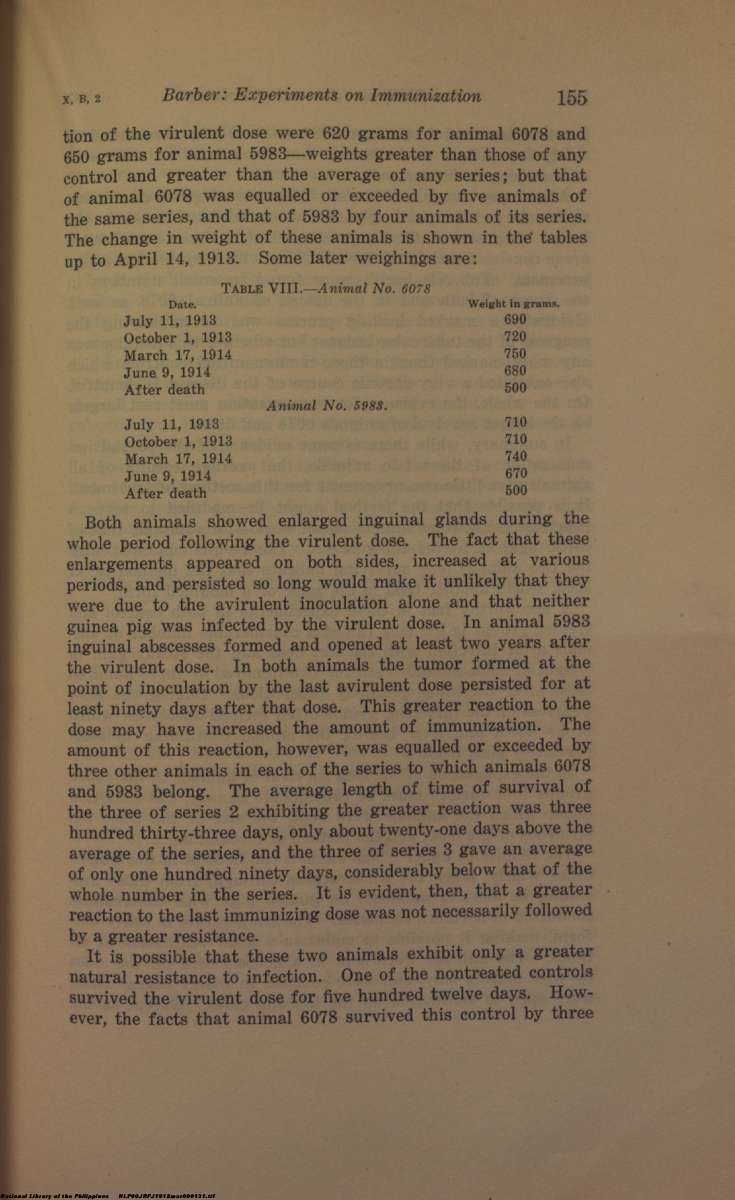 X, B, 2 Barber: Experiments on Immunization 155
tion of the virulent dose were 620 grams for animal 6078 and
650 grams for animal 5983—weights greater than those of any
control and greater than the average of any series; but that
of animal 6078 was equalled or exceeded by five animals of
the same series, and that of 5983 by four animals of its series.
The change in weight of these animals is shown in the tables
up to April 14, 1913. Some later weighings are:
TABLE VIII.—Animal No. 6078
Date. Weight in grams.
July 11, 1913 690
October 1, 1913 720
March 17, 1914 750
June 9, 1914 680
After death 500
Animal No. 5983.
July 11, 1913 710
October 1, 1913 710
March 17, 1914 740
June 9, 1914 670
After death 500
Both animals showed enlarged inguinal glands during the
whole period following the virulent dose. The fact that these
enlargements appeared on both sides, increased at various
periods, and persisted so long would make it unlikely that they
were due to the avirulent inoculation alone and that neither
guinea pig was infected by the virulent dose. In animal 5983
inguinal abscesses formed and opened at least two years after
the virulent dose. In both animals the tumor formed at the
point of inoculation by the last avirulent dose persisted for at
least ninety days after that dose. This greater reaction to the
dose may have increased the amount of immunization. The
amount of this reaction, however, was equalled or exceeded by
three other animals in each of the series to which animals 6078
and 5983 belong. The average length of time of survival of
the three of series 2 exhibiting the greater reaction was three
hundred thirty-three days, only about twenty-one days above the
average of the series, and the three of series 3 gave an average
of only one hundred ninety days, considerably below that of the
whole number in the series. It is evident, then, that a greater
reaction to the last immunizing dose was not necessarily followed
by a greater resistance.
It is possible that these two animals exhibit only a greater
natural resistance to infection. One of the nontreated controls
survived the virulent dose for five hundred twelve days. How-
ever, the facts that animal 6078 survived this control by three
National Library of the Philippines